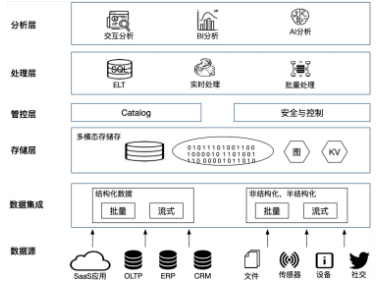 分析层
交互分析
BI分析
AI分析
处理层
SQL
ELT
实时处理
批量处理
管控层
Catalog
安全与控制
存储层
多模态存储存
01011101001100
1000010 1101001
110 00001011010
图
KV
数据集成
结构化数据
批量
流式
非结构化，半结构化
批量
流式
数据源
SaaS应用
OLTP
ERP
CRM
文件
传感器
设备
社交